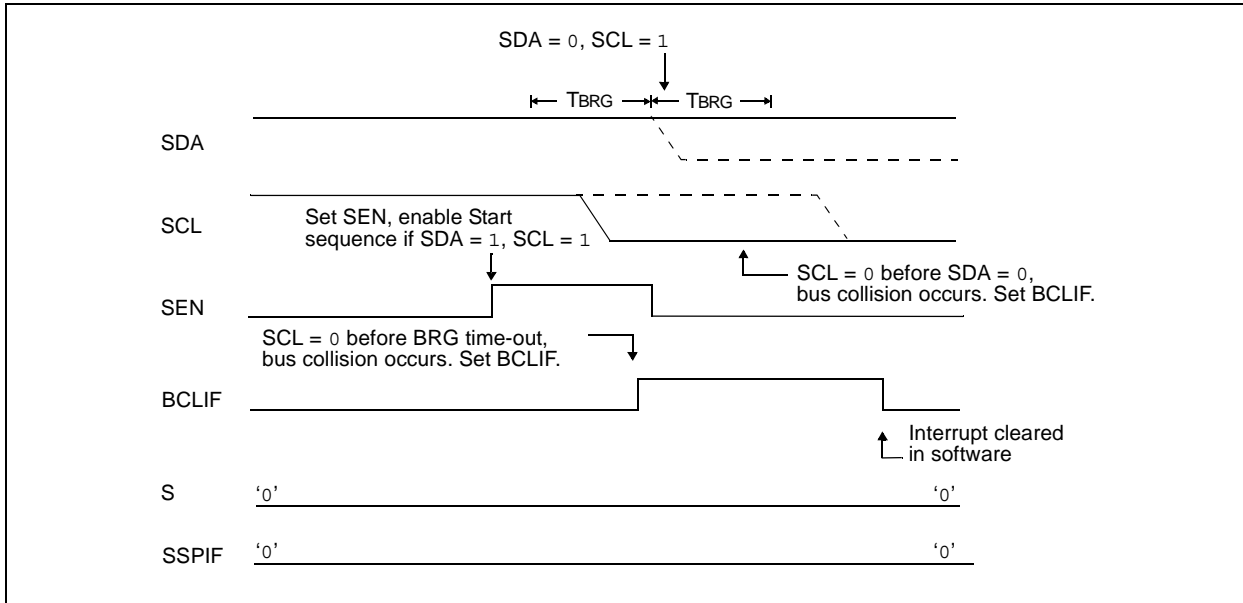 SDA = 0, SCL = 1
TBRG TBRG
SDA
SCL
Set SEN, enable Start
sequence if SDA = 1, SCL = 1
SCL = 0 before SDA = 0,
bus collision occurs. Set BCLIF.
SEN
SCL = 0 before BRG time-out,
bus collision occurs. Set BCLIF.
BCLIF
Interrupt cleared
in software
S ‘0’ ‘0’
SSPIF ‘0’ ‘0’